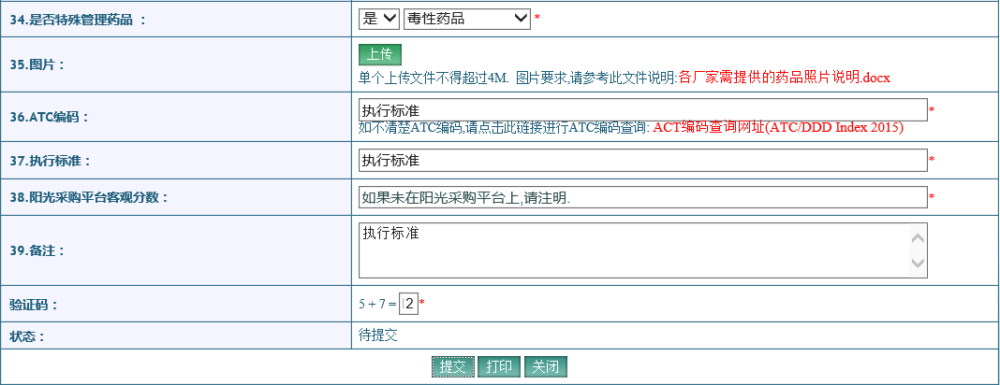 34.是否特殊管理药品 ：
是 毒性药品 *
35.图片：
上传
单个上传文件不得超过4M. 图片要求,请参考此文件说明:各厂家需提供的药品照片说明.docx
36.ATC编码：
执行标准 *
如不清楚ATC编码,请点击此链接进行ATC编码查询: ACT编码查询网址(ATC/DDD Index 2015)
37.执行标准：
执行标准 *
38.阳光采购平台客观分数：
如果未在阳光采购平台上,请注明. *
39.备注：
执行标准
验证码：
5 + 7 = 2 *
状态：
待提交
提交 打印 关闭